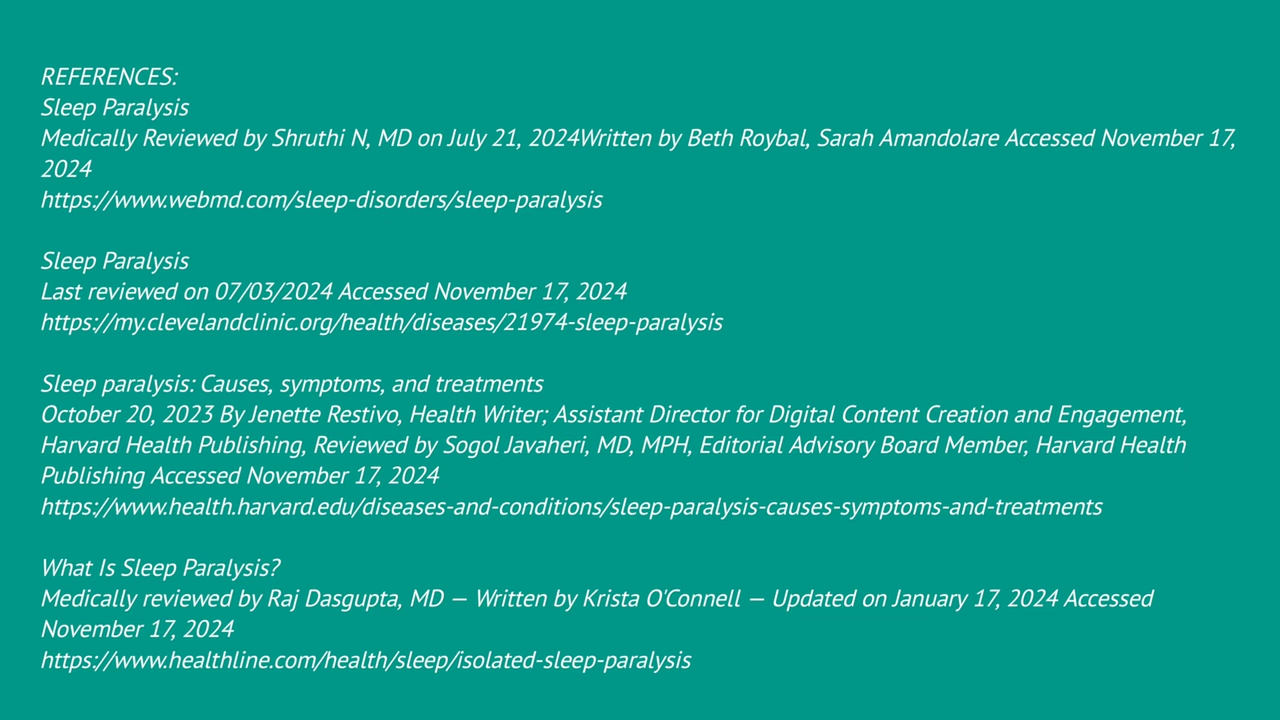 REFERENCES:
Sleep Paralysis
Medically Reviewed by Shruthi N, MD on July 21, 2024Written by Beth Roybal, Sarah Amandolare Accessed November 17,
2024
https://www.webmd.com/sleep-disorders/sleep-paralysis
Sleep Paralysis
Last reviewed on 07/03/2024 Accessed November 17, 2024
https://my.clevelandclinic.org/health/diseases/21974-sleep-paralysis
Sleep paralysis: Causes, symptoms, and treatments
October 20, 2023 By Jenette Restivo, Health Writer; Assistant Director for Digital Content Creation and Engagement,
Harvard Health Publishing, Reviewed by Sogol Javaheri, MD, MPH, Editorial Advisory Board Member, Harvard Health
Publishing Accessed November 17, 2024
https://www.health.harvard.edu/diseases-and-conditions/sleep-paralysis-causes-symptoms-and-treatments
What Is Sleep Paralysis?
Medically reviewed by Raj Dasgupta, MD — Written by Krista O'Connell — Updated on January 17, 2024 Accessed
November 17, 2024
https://www.healthline.com/health/sleep/isolated-sleep-paralysis